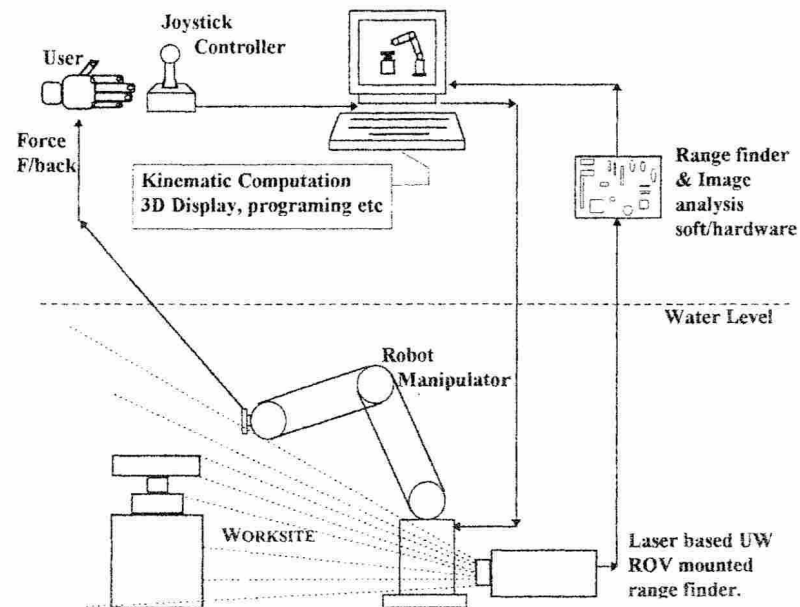 Joystick
Controller
User
Force
F/back
Kinematic Computation
3D Display, programing etc
Range finder
& Image
analysis
soft/hardware
Water Level
Robot
Manipulator
WORKSITE
Laser based UW
ROV mounted
range finder.